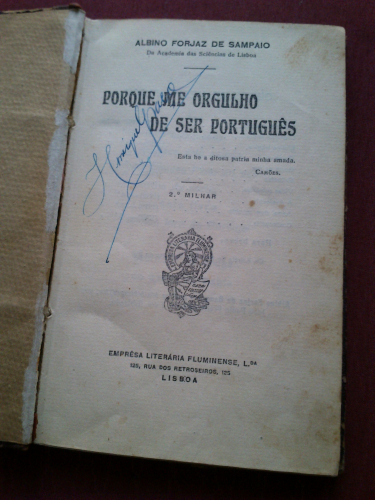 ALBINO FORJAZ DE SAMPAIO
Da Academia das Sciências de Lisboa
PORQUE ME ORGULHO
DE SER PORTUGUÊS
Esta he a ditosa patria minha amada.
CAMÕES.
2.º MILHAR
EMPRÊSA LITERÁRIA FLUMINENSE, L.DA
125, RUA DOS RETROSEIROS, 125
LISBOA